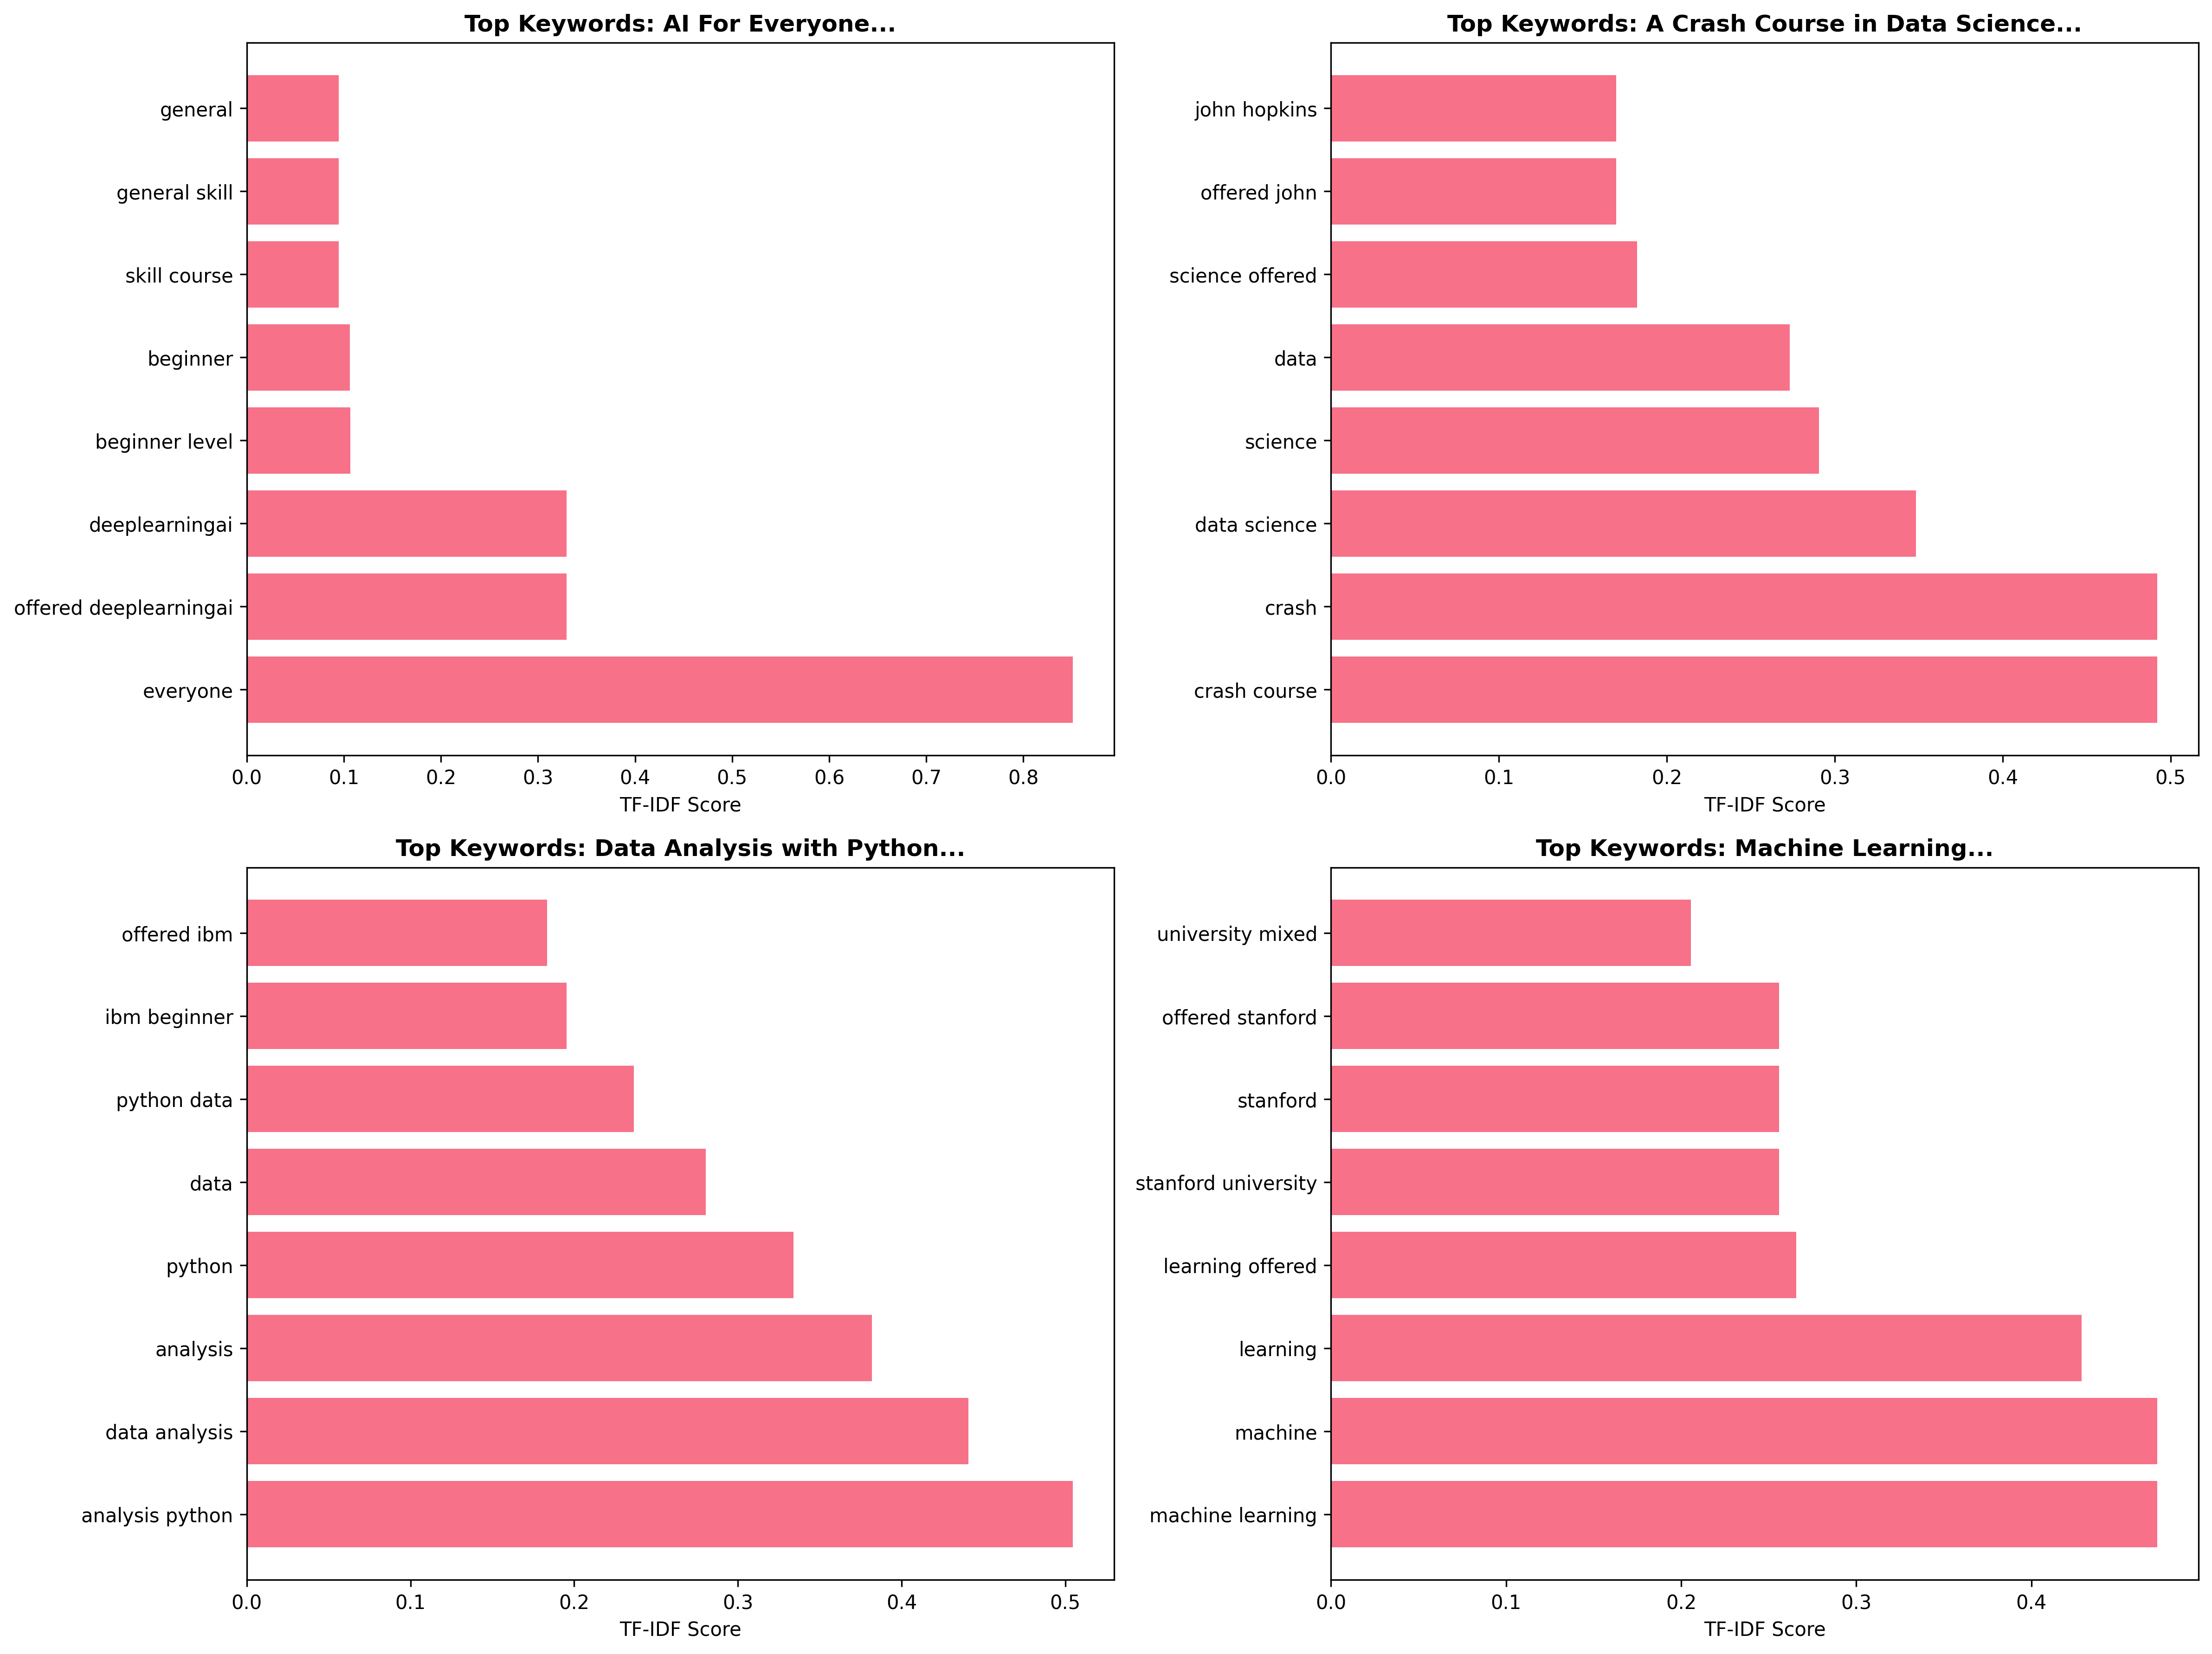 Top Keywords: AI For Everyone...
general
general skill
skill course
beginner
beginner level
deeplearningai
offered deeplearningai
everyone
0.0 0.1 0.2 0.3 0.4 0.5 0.6 0.7 0.8
TF-IDF Score
Top Keywords: A Crash Course in Data Science...
john hopkins
offered john
science offered
data
science
data science
crash
crash course
0.0 0.1 0.2 0.3 0.4 0.5
TF-IDF Score
Top Keywords: Data Analysis with Python...
offered ibm
ibm beginner
python data
data
python
analysis
data analysis
analysis python
0.0 0.1 0.2 0.3 0.4 0.5
TF-IDF Score
Top Keywords: Machine Learning...
university mixed
offered stanford
stanford
stanford university
learning offered
learning
machine
machine learning
0.0 0.1 0.2 0.3 0.4
TF-IDF Score